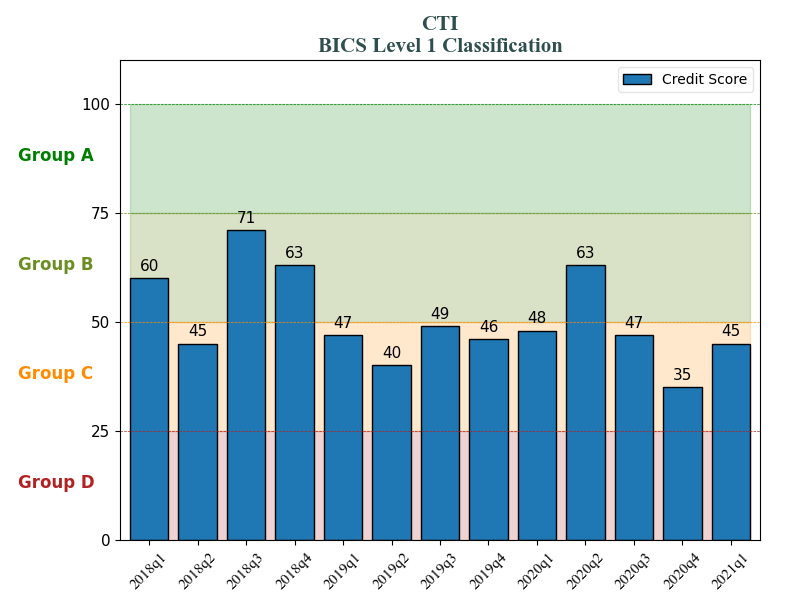 CTI
BICS Level 1 Classification
Credit Score
100
Group A
75
71
63
63
60
Group B
50
49
48
47
47
46
45
45
40
Group C
35
25
Group D
0
2018q1
2018q2
2018q3
2018q4
2019q1
2019q2
2019q3
2019q4
2020q1
2020q2
2020q3
2020q4
2021q1